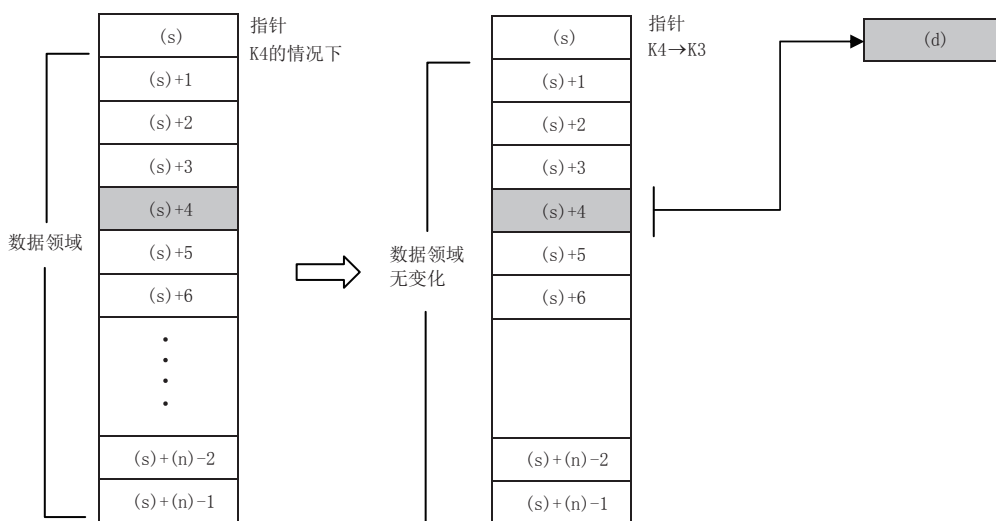 (s)
指针
K4的情况下
(s)+1
(s)+2
(s)+3
(s)+4
(s)+5
(s)+6
(s)+(n)-2
(s)+(n)-1
数据领域
(s)
指针
K4→K3
(s)+1
(s)+2
(s)+3
(s)+4
(s)+5
(s)+6
(s)+(n)-2
(s)+(n)-1
数据领域
无变化
(d)